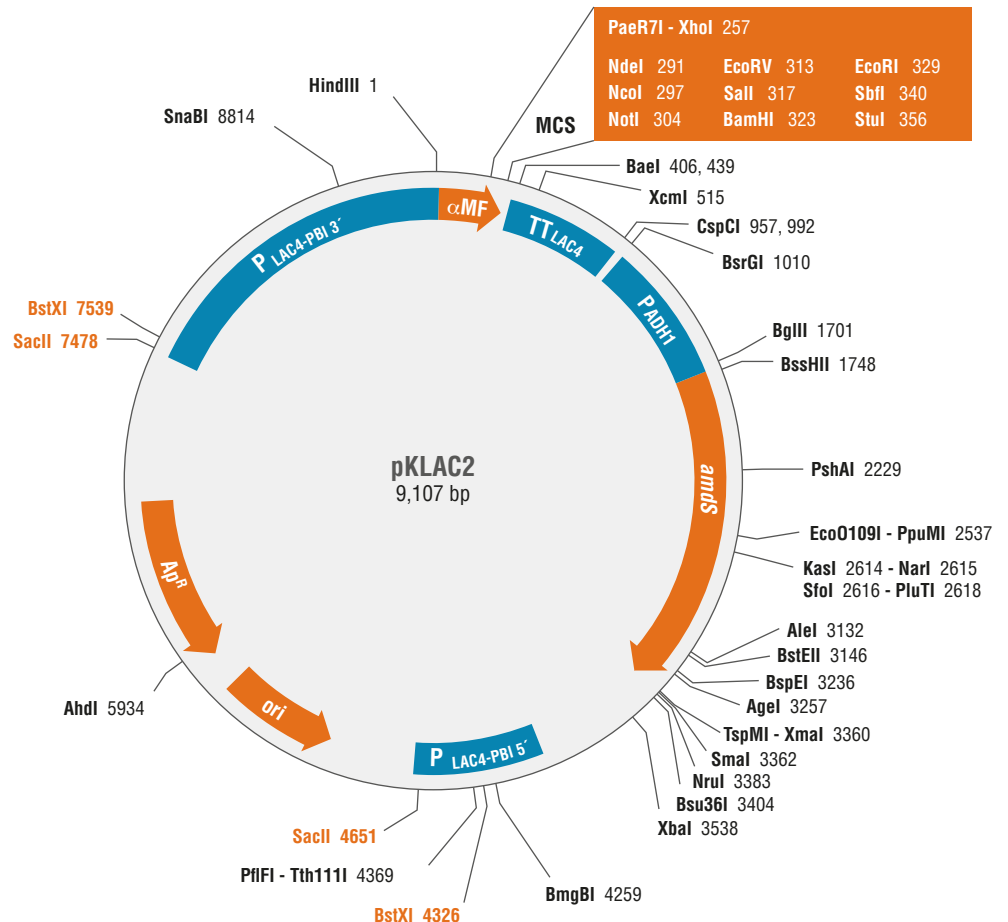 PaeR7I - XhoI 257
NdeI 291 EcoRV 313 EcoRI 329
NcoI 297 SalI 317 SbfI 340
NotI 304 BamHI 323 StuI 356
HindIII 1
SnaBI 8814
MCS
BaeI 406, 439
XcmI 515
CspCI 957, 992
BsrGI 1010
αMF
TT LAC4
P LAC4-PBI 3´
P ADH1
BstXI 7539
SacII 7478
BglII 1701
BssHII 1748
pKLAC2
9,107 bp
amdS
PshAI 2229
EcoO109I - PpuMI 2537
KasI 2614 - NarI 2615
SfoI 2616 - PluTI 2618
ApR
AleI 3132
BstEII 3146
BspEI 3236
AgeI 3257
AhdI 5934
ori
TspMI - XmaI 3360
SmaI 3362
NruI 3383
Bsu36I 3404
XbaI 3538
P LAC4-PBI 5´
SacII 4651
PflFI - Tth111I 4369
BstXI 4326
BmgBI 4259